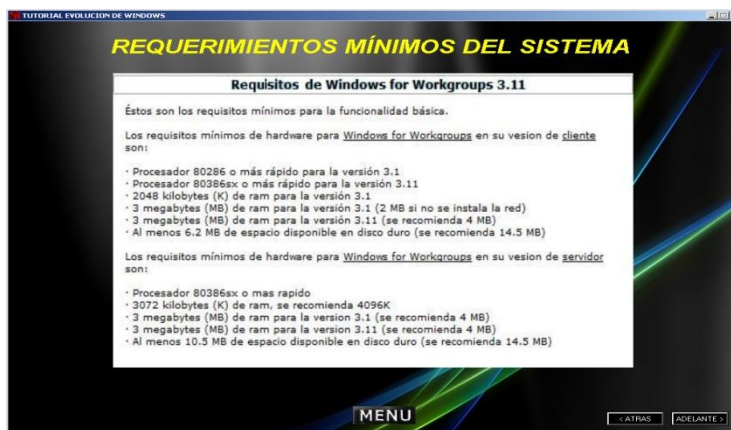 TUTORIAL EVOLUCION DE WINDOWS
REQUERIMIENTOS MÍNIMOS DEL SISTEMA
Requisitos de Windows for Workgroups 3.11
Éstos son los requisitos mínimos para la funcionalidad básica.
Los requisitos mínimos de hardware para Windows for Workgroups en su vesion de cliente
son:
· Procesador 80286 o más rápido para la versión 3.1
· Procesador 80386sx o más rápido para la versión 3.11
· 2048 kilobytes (K) de ram para la versión 3.1
· 3 megabytes (MB) de ram para la versión 3.1 (2 MB si no se instala la red)
· 3 megabytes (MB) de ram para la versión 3.11 (se recomienda 4 MB)
· Al menos 6.2 MB de espacio disponible en disco duro (se recomienda 14.5 MB)
Los requisitos mínimos de hardware para Windows for Workgroups en su vesion de servidor
son:
· Procesador 80386sx o mas rapido
· 3072 kilobytes (K) de ram, se recomienda 4096K
· 3 megabytes (MB) de ram para la version 3.1 (se recomienda 4 MB)
· 3 megabytes (MB) de ram para la version 3.11 (se recomienda 4 MB)
· Al menos 10.5 MB de espacio disponible en disco duro (se recomienda 14.5 MB)
MENU
< ATRAS
ADELANTE >